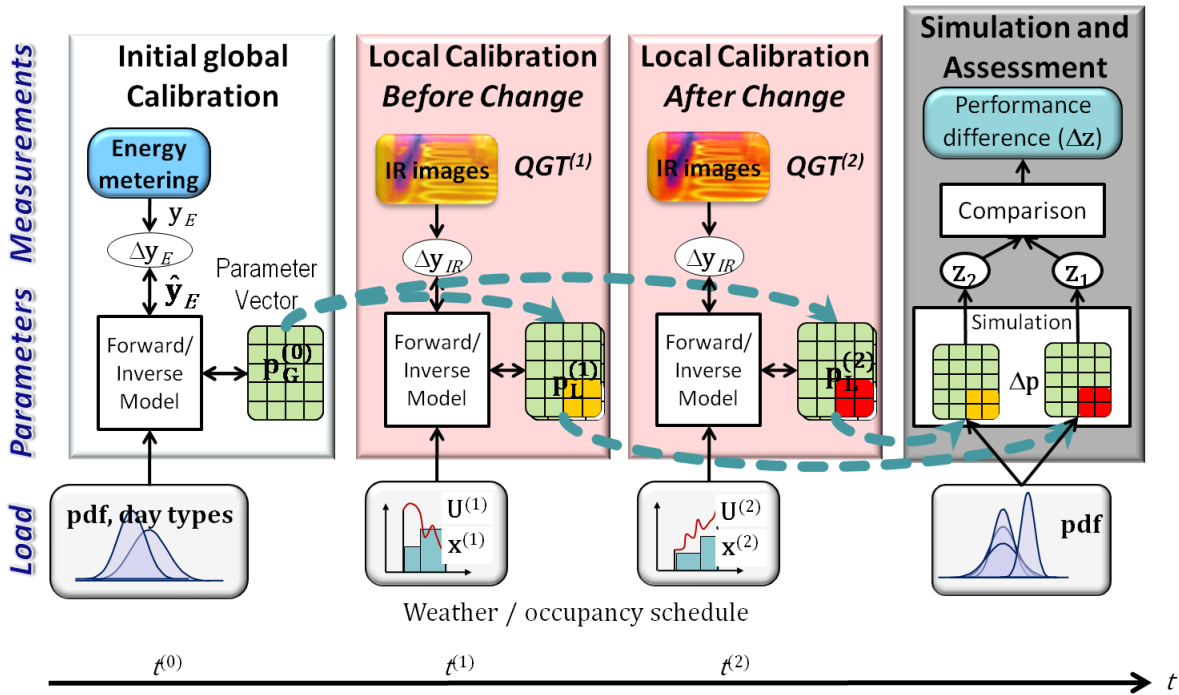 Measurements
Parameters
Load
Initial global
Calibration
Energy
metering
y_E
Δy_E
ŷ_E
Parameter
Vector
Forward/
Inverse
Model
p_G^(0)
pdf, day types
Local Calibration
Before Change
IR images
QGT^(1)
Δy_IR
Forward/
Inverse
Model
p_L^(1)
U^(1)
x^(1)
Local Calibration
After Change
IR images
QGT^(2)
Δy_IR
Forward/
Inverse
Model
p_L^(2)
U^(2)
x^(2)
Weather / occupancy schedule
Simulation and
Assessment
Performance
difference (Δz)
Comparison
z_2
z_1
Simulation
Δp
pdf
t^(0)
t^(1)
t^(2)
t